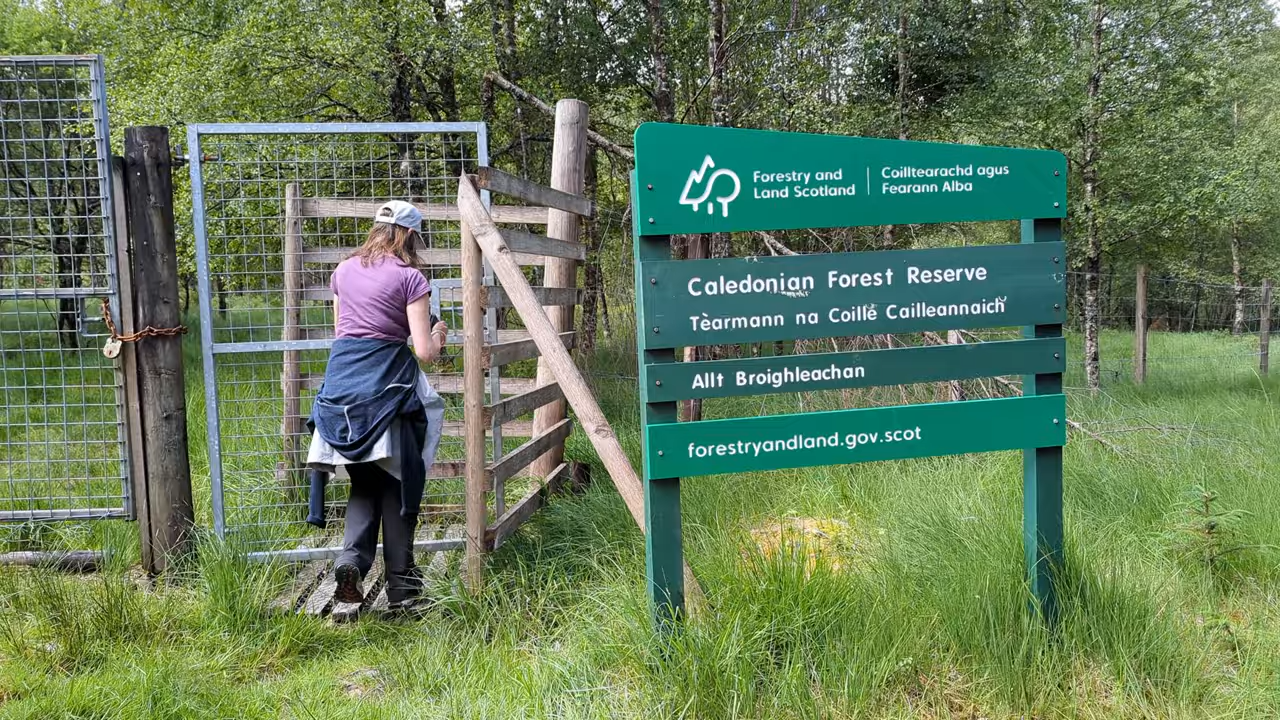 Forestry and
Land Scotland
Coilltearachd agus
Fearann Alba
Caledonian Forest Reserve
Tèarmann na Coille Cailleannaich
Allt Broighleachan
forestryandland.gov.scot